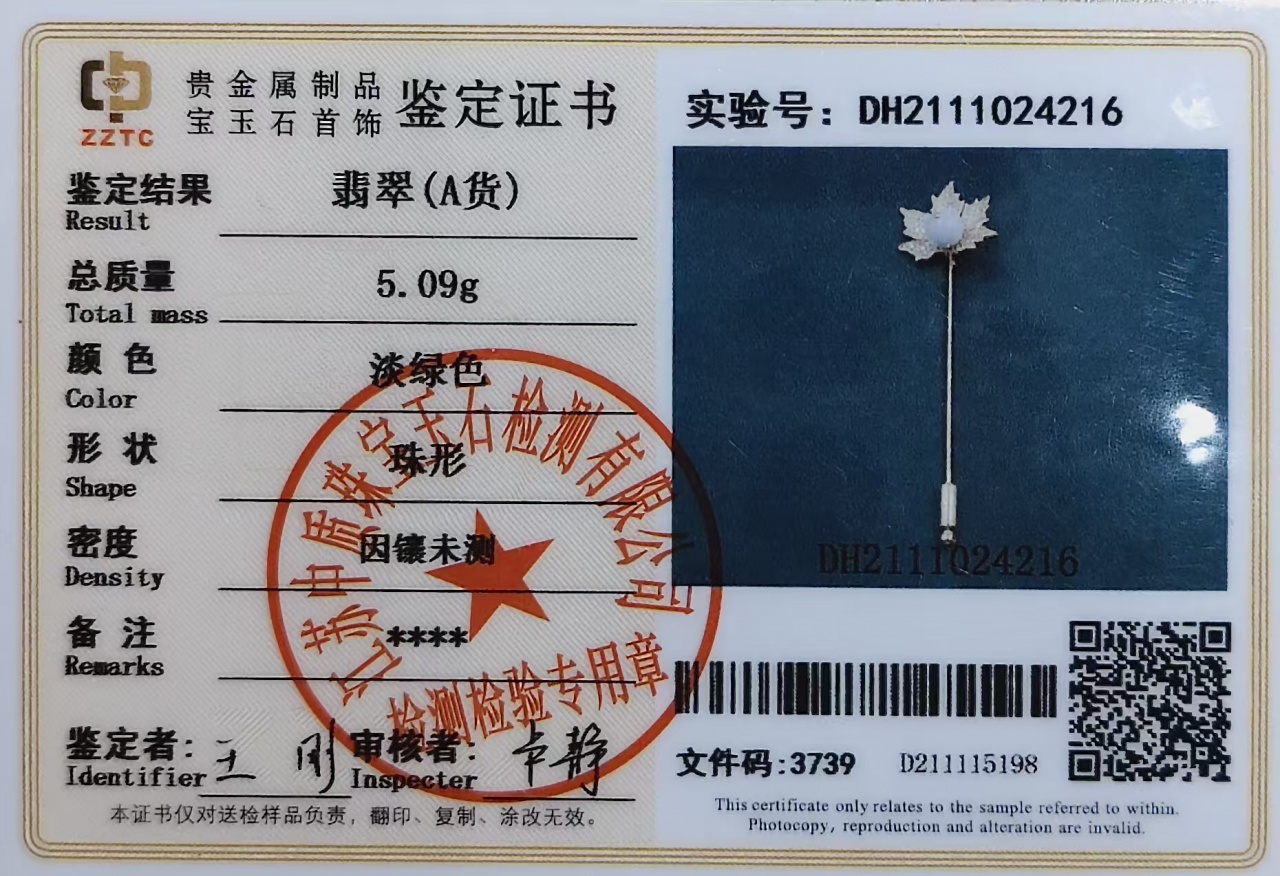 ZZTC
贵金属制品
宝玉石首饰
鉴定证书
鉴定结果 翡翠(A货)
Result
总质量 5.09g
Total mass
颜色 淡绿色
Color
形状 珠形
Shape
密度 因镶未测
Density
备注 ****
Remarks
鉴定者: 王刚 审核者: 卓静
Identifier Inspecter
本证书仅对送检样品负责，翻印、复制、涂改无效。
江苏中质珠宝玉石检测有限公司
检测检验专用章
实验号: DH2111024216
DH2111024216
文件码:3739 D211115198
This certificate only relates to the sample referred to within.
Photocopy, reproduction and alteration are invalid.